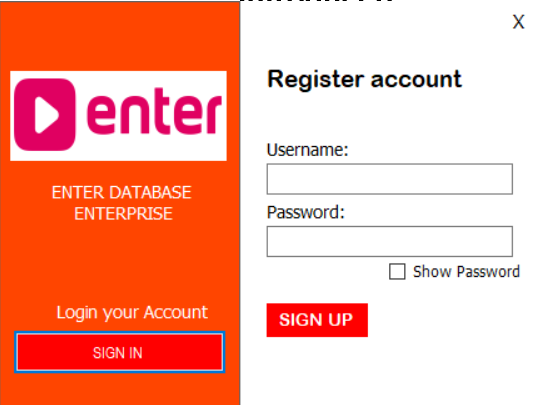 X
enter
ENTER DATABASE
ENTERPRISE
Login your Account
SIGN IN
Register account
Username:
Password:
Show Password
SIGN UP